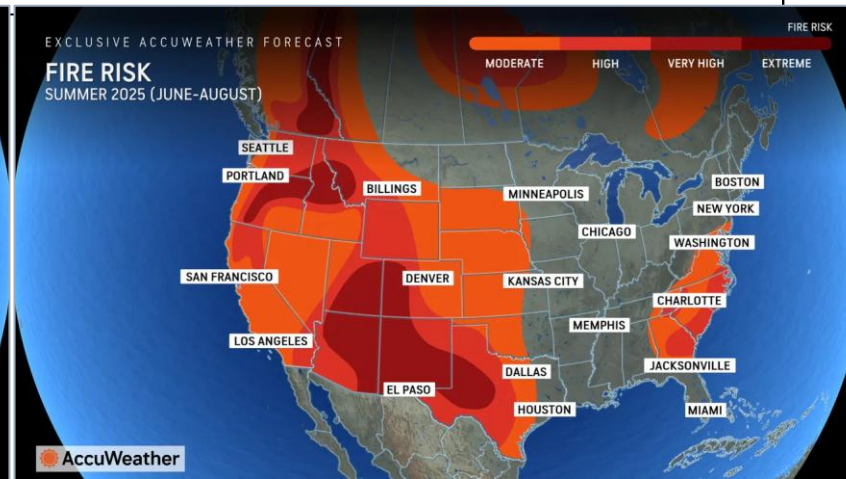 EXCLUSIVE ACCUWEATHER FORECAST
FIRE RISK
SUMMER 2025 (JUNE-AUGUST)
FIRE RISK
MODERATE HIGH VERY HIGH EXTREME
SEATTLE
PORTLAND
BILLINGS
MINNEAPOLIS
BOSTON
NEW YORK
CHICAGO
WASHINGTON
SAN FRANCISCO
DENVER
KANSAS CITY
CHARLOTTE
MEMPHIS
LOS ANGELES
DALLAS
JACKSONVILLE
EL PASO
HOUSTON
MIAMI
AccuWeather